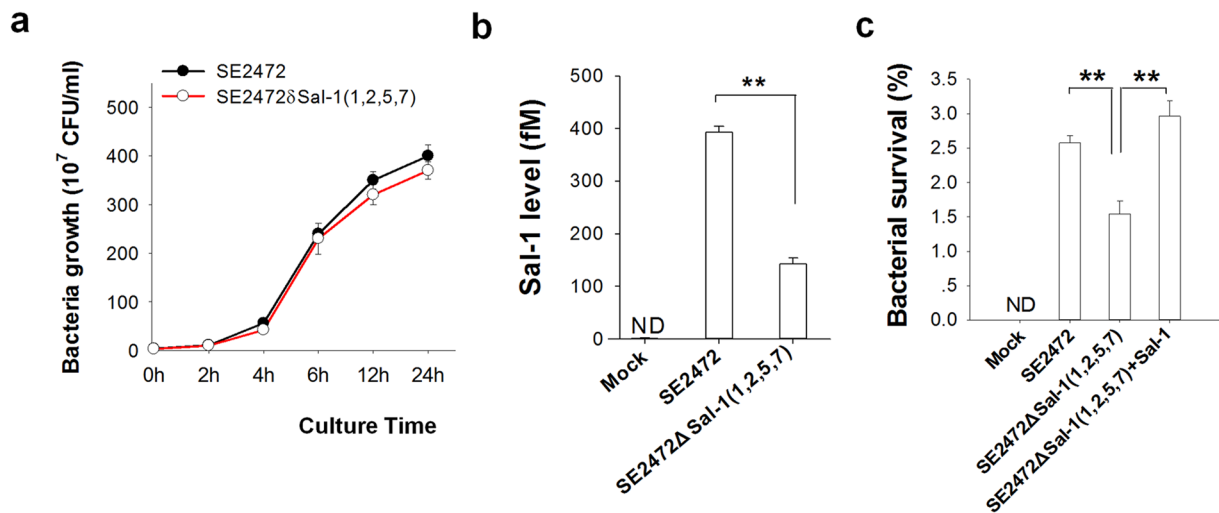 a
SE2472
SE2472δSal-1(1,2,5,7)
Bacteria growth (10⁷ CFU/ml)
500
400
300
200
100
0
0h 2h 4h 6h 12h 24h
Culture Time
b
Sal-1 level (fM)
500
400
300
200
100
0
**
ND
Mock
SE2472
SE2472Δ Sal-1(1,2,5,7)
c
Bacterial survival (%)
3.5
3.0
2.5
2.0
1.5
1.0
.5
0.0
** **
ND
Mock
SE2472
SE2472ΔSal-1(1,2,5,7)
SE2472ΔSal-1(1,2,5,7)+Sal-1